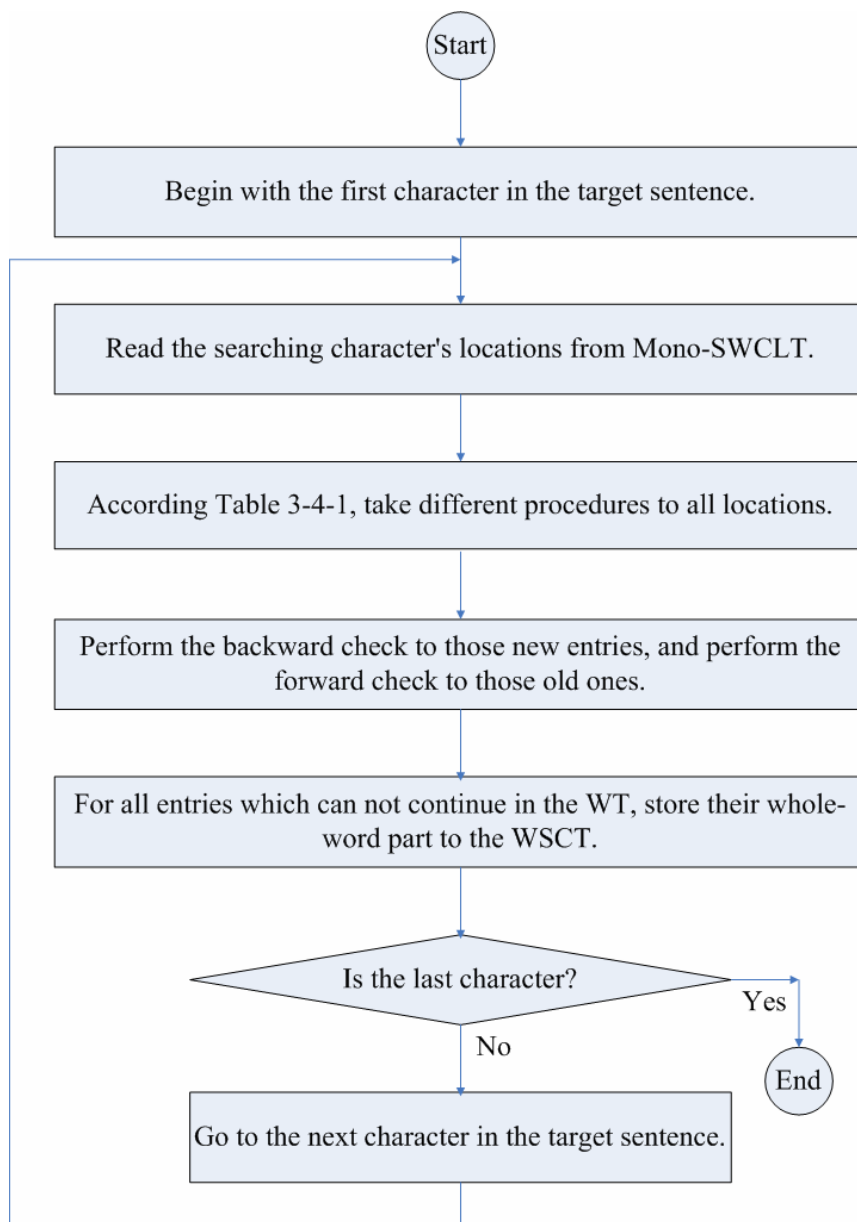 Start
Begin with the first character in the target sentence.
Read the searching character's locations from Mono-SWCLT.
According Table 3-4-1, take different procedures to all locations.
Perform the backward check to those new entries, and perform the
forward check to those old ones.
For all entries which can not continue in the WT, store their whole-
word part to the WSCT.
Is the last character?
Yes
No
End
Go to the next character in the target sentence.